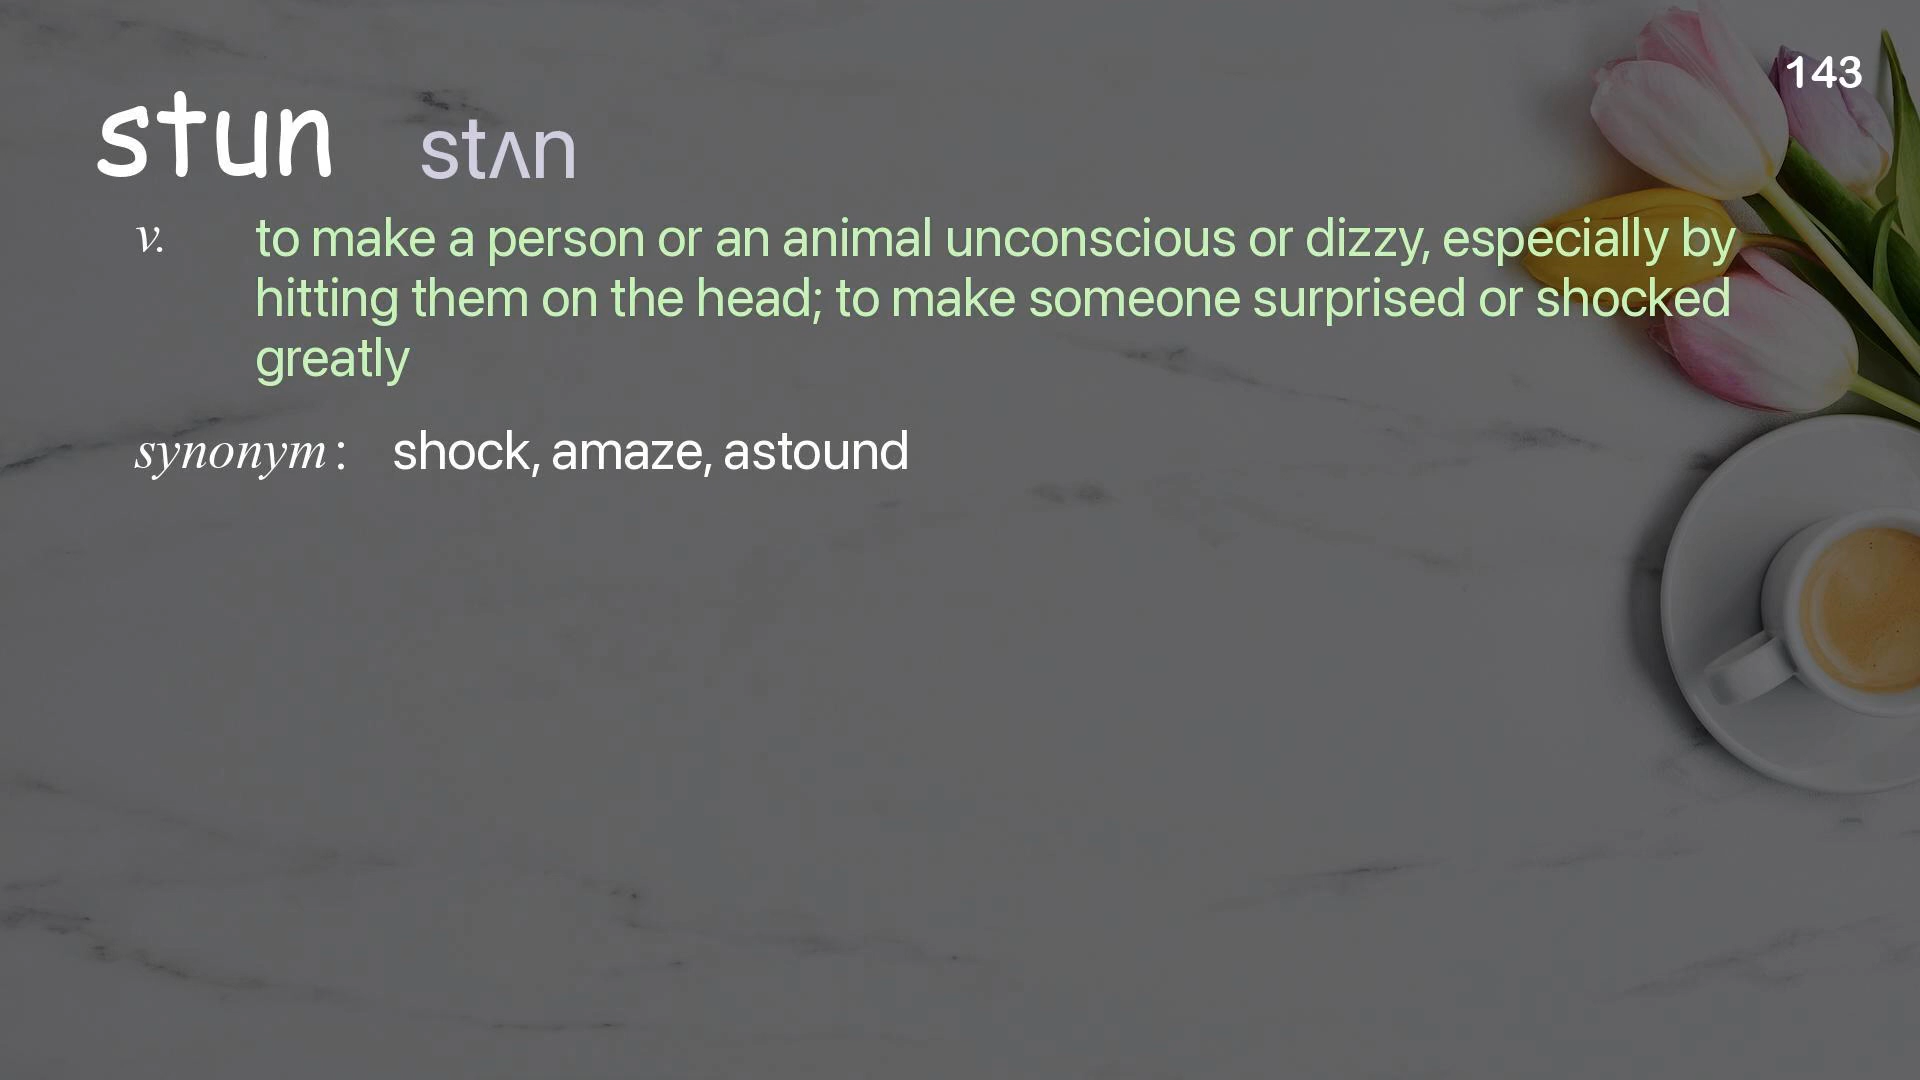 143
stun stʌn
v. to make a person or an animal unconscious or dizzy, especially by
hitting them on the head; to make someone surprised or shocked
greatly
synonym : shock, amaze, astound